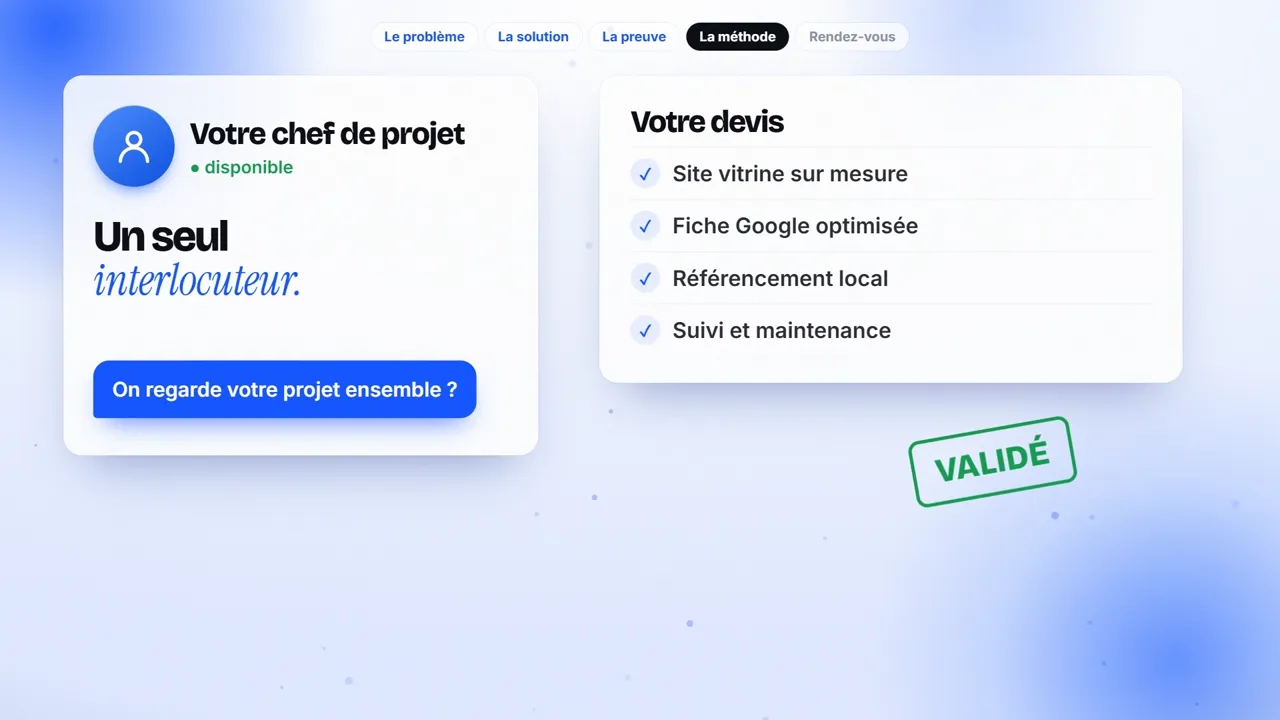 Le problème
La solution
La preuve
La méthode
Rendez-vous
Votre chef de projet
• disponible
Un seul
interlocuteur.
On regarde votre projet ensemble ?
Votre devis
✓ Site vitrine sur mesure
✓ Fiche Google optimisée
✓ Référencement local
✓ Suivi et maintenance
VALIDÉ